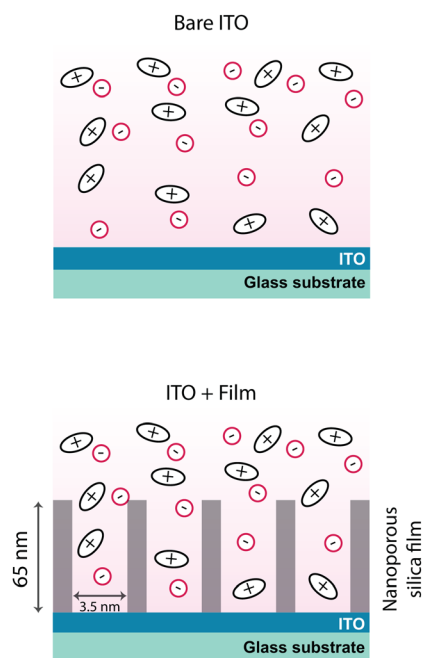 Bare ITO
ITO
Glass substrate
ITO + Film
65 nm
3.5 nm
Nanoporous
silica film
ITO
Glass substrate